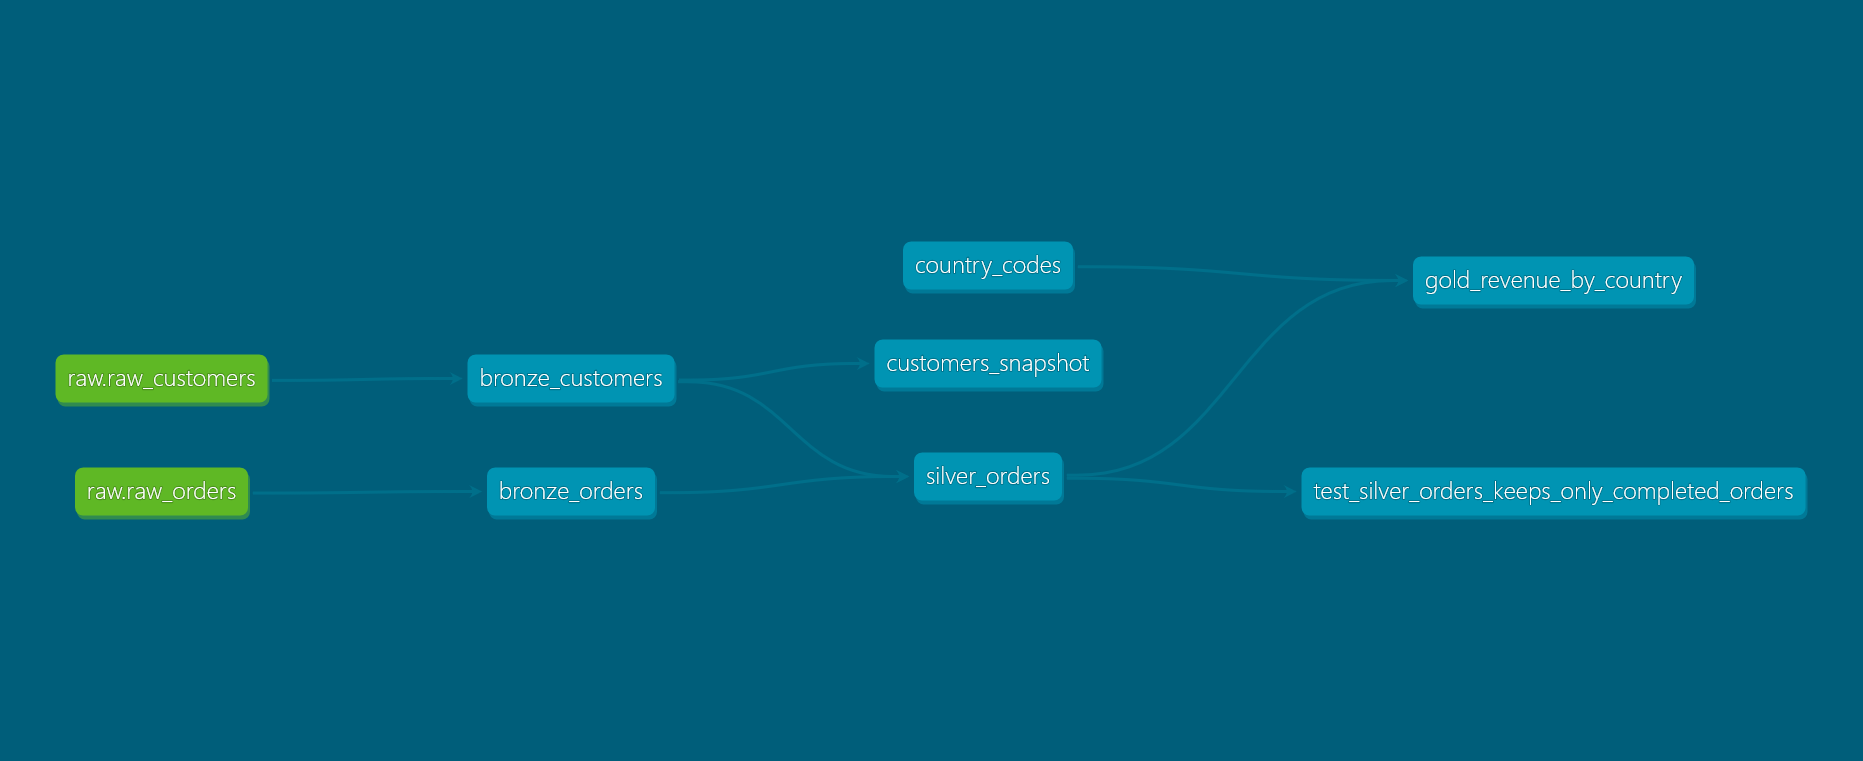 country_codes
gold_revenue_by_country
customers_snapshot
raw.raw_customers
bronze_customers
silver_orders
raw.raw_orders
bronze_orders
test_silver_orders_keeps_only_completed_orders